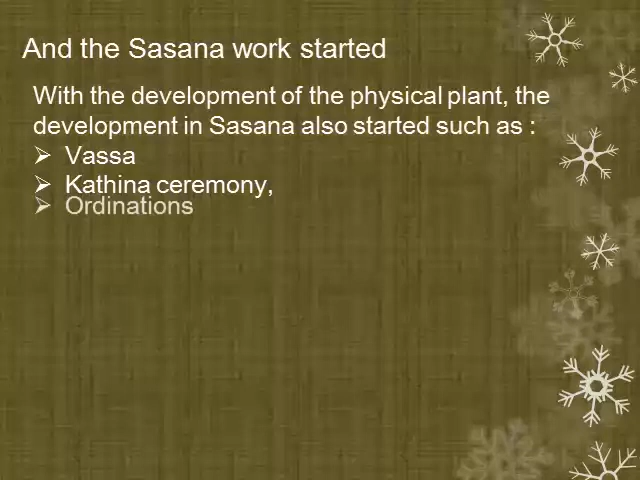 And the Sasana work started
With the development of the physical plant, the
development in Sasana also started such as :
➢ Vassa
➢ Kathina ceremony,
➢ Ordinations